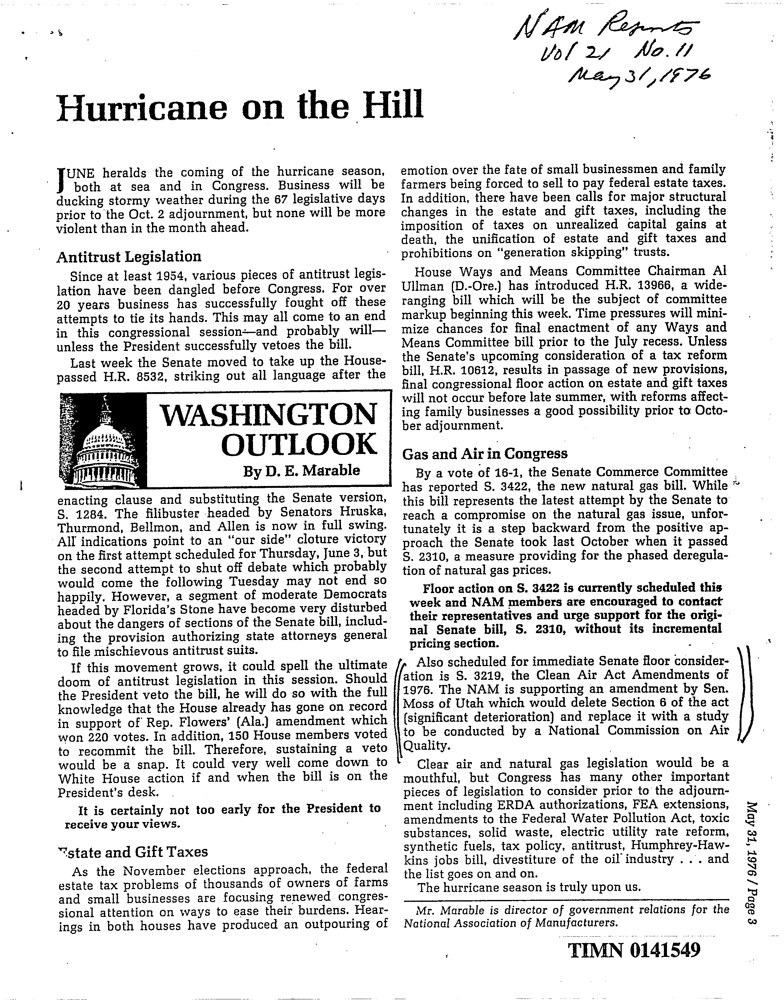 NAM Reports
Vol 21 No. 11
May 31, 1976
Hurricane on the Hill
JUNE heralds the coming of the hurricane season,
both at sea and in Congress. Business will be
ducking stormy weather during the 67 legislative days
prior to the Oct. 2 adjournment, but none will be more
violent than in the month ahead.
Antitrust Legislation
Since at least 1954, various pieces of antitrust legis-
lation have been dangled before Congress. For over
20 years business has successfully fought off these
attempts to tie its hands. This may all come to an end
in this congressional session—and probably will—
unless the President successfully vetoes the bill.
Last week the Senate moved to take up the House-
passed H.R. 8532, striking out all language after the
WASHINGTON
OUTLOOK
By D. E. Marable
enacting clause and substituting the Senate version,
S. 1284. The filibuster headed by Senators Hruska,
Thurmond, Bellmon, and Allen is now in full swing.
All indications point to an "our side" cloture victory
on the first attempt scheduled for Thursday, June 3, but
the second attempt to shut off debate which probably
would come the following Tuesday may not end so
happily. However, a segment of moderate Democrats
headed by Florida's Stone have become very disturbed
about the dangers of sections of the Senate bill, includ-
ing the provision authorizing state attorneys general
to file mischievous antitrust suits.
If this movement grows, it could spell the ultimate
doom of antitrust legislation in this session. Should
the President veto the bill, he will do so with the full
knowledge that the House already has gone on record
in support of Rep. Flowers' (Ala.) amendment which
won 220 votes. In addition, 150 House members voted
to recommit the bill. Therefore, sustaining a veto
would be a snap. It could very well come down to
White House action if and when the bill is on the
President's desk.
It is certainly not too early for the President to
receive your views.
Estate and Gift Taxes
As the November elections approach, the federal
estate tax problems of thousands of owners of farms
and small businesses are focusing renewed congres-
sional attention on ways to ease their burdens. Hear-
ings in both houses have produced an outpouring of
emotion over the fate of small businessmen and family
farmers being forced to sell to pay federal estate taxes.
In addition, there have been calls for major structural
changes in the estate and gift taxes, including the
imposition of taxes on unrealized capital gains at
death, the unification of estate and gift taxes and
prohibitions on "generation skipping" trusts.
House Ways and Means Committee Chairman Al
Ullman (D.-Ore.) has introduced H.R. 13966, a wide-
ranging bill which will be the subject of committee
markup beginning this week. Time pressures will mini-
mize chances for final enactment of any Ways and
Means Committee bill prior to the July recess. Unless
the Senate's upcoming consideration of a tax reform
bill, H.R. 10612, results in passage of new provisions,
final congressional floor action on estate and gift taxes
will not occur before late summer, with reforms affect-
ing family businesses a good possibility prior to Octo-
ber adjournment.
Gas and Air in Congress
By a vote of 16-1, the Senate Commerce Committee
has reported S. 3422, the new natural gas bill. While
this bill represents the latest attempt by the Senate to
reach a compromise on the natural gas issue, unfor-
tunately it is a step backward from the positive ap-
proach the Senate took last October when it passed
S. 2310, a measure providing for the phased deregula-
tion of natural gas prices.
Floor action on S. 3422 is currently scheduled this
week and NAM members are encouraged to contact
their representatives and urge support for the origi-
nal Senate bill, S. 2310, without its incremental
pricing section.
Also scheduled for immediate Senate floor consider-
ation is S. 3219, the Clean Air Act Amendments of
1976. The NAM is supporting an amendment by Sen.
Moss of Utah which would delete Section 6 of the act
(significant deterioration) and replace it with a study
to be conducted by a National Commission on Air
Quality.
Clear air and natural gas legislation would be a
mouthful, but Congress has many other important
pieces of legislation to consider prior to the adjourn-
ment including ERDA authorizations, FEA extensions,
amendments to the Federal Water Pollution Act, toxic
substances, solid waste, electric utility rate reform,
synthetic fuels, tax policy, antitrust, Humphrey-Haw-
kins jobs bill, divestiture of the oil industry . . . and
the list goes on and on.
The hurricane season is truly upon us.
Mr. Marable is director of government relations for the
National Association of Manufacturers.
May 31, 1976 / Page 3
TIMN 0141549